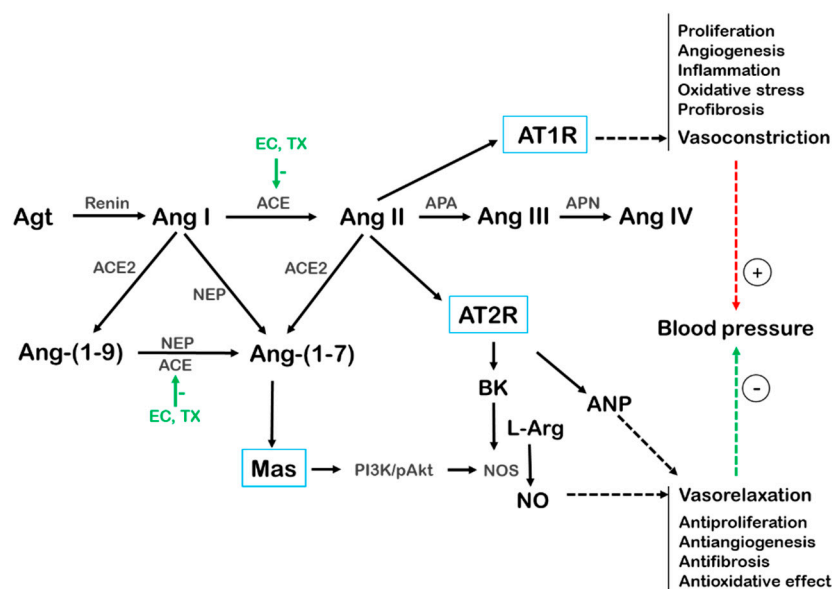 Proliferation
Angiogenesis
Inflammation
Oxidative stress
Profibrosis
Vasoconstriction
EC, TX
-
AT1R
Agt
Renin
Ang I
ACE
Ang II
APA
Ang III
APN
Ang IV
ACE2
NEP
ACE2
+
AT2R
Blood pressure
Ang-(1-9)
NEP
ACE
Ang-(1-7)
-
EC, TX
BK
ANP
-
L-Arg
Mas
PI3K/pAkt
NOS
NO
Vasorelaxation
Antiproliferation
Antiangiogenesis
Antifibrosis
Antioxidative effect